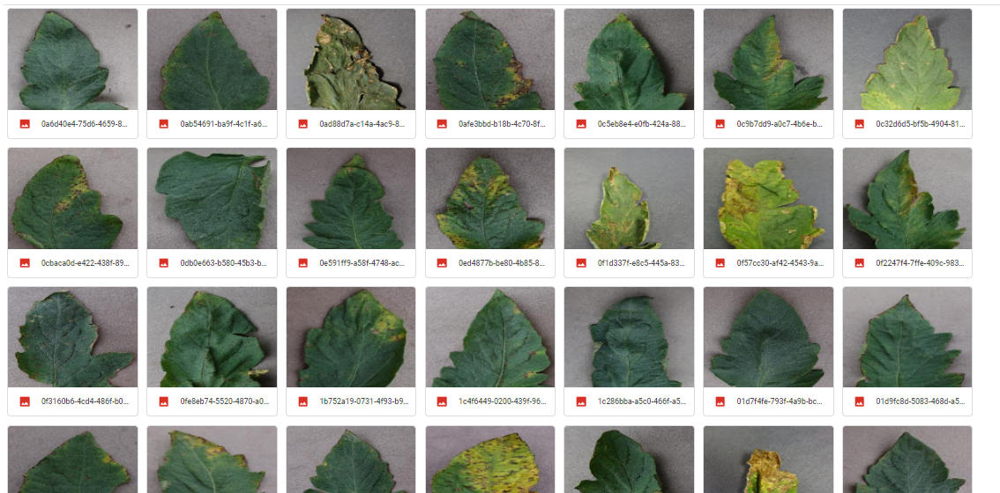 0a6d40e4-75d6-4659-8...
0ab54691-ba9f-4c1f-a6...
0ad88d7a-c14a-4ac9-8...
0afe3bbd-b18b-4c70-8f...
0c5eb8e4-e0fb-424a-88...
0c9b7dd9-a0c7-4b6e-b...
0c32d6d5-bf5b-4904-81...
0cbaca0d-e422-438f-89...
0db0e663-b580-45b3-b...
0e591ff9-a58f-4748-ac...
0ed4877b-be80-4b85-8...
0f1d337f-e8c5-445a-83...
0f57cc30-af42-4543-9a...
0f2247f4-7ffe-409c-983...
0f3160b6-4cd4-486f-b0...
0fe8eb74-5520-4870-a0...
1b752a19-0731-4f93-b9...
1c4f6449-0200-439f-96...
1c286bba-a5c0-466f-a5...
01d7f4fe-793f-4a9b-bc...
01d9fc8d-5083-468d-a5...